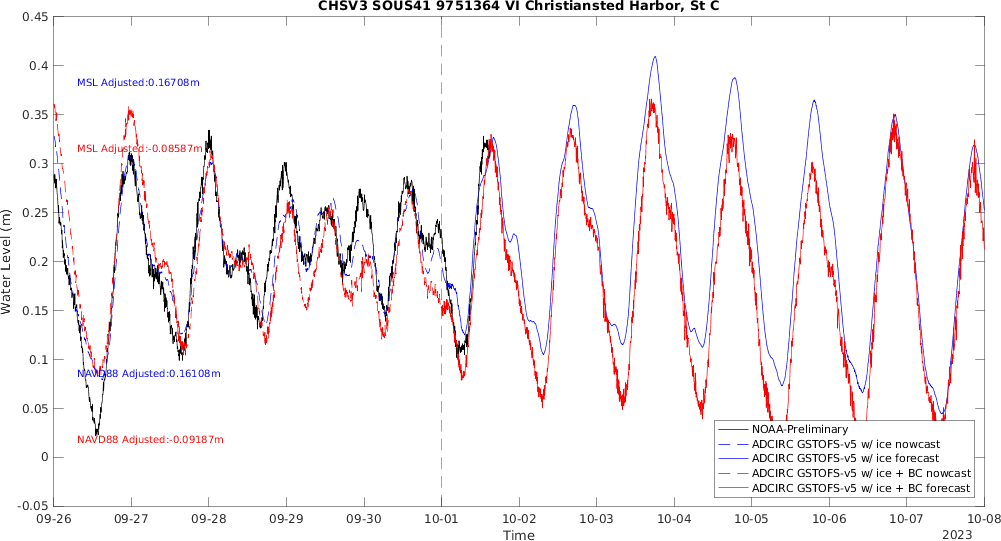 CHSV3 SOUS41 9751364 VI Christiansted Harbor, St C
0.45
0.4
0.35
0.3
0.25
0.2
0.15
0.1
0.05
0
-0.05
Water Level (m)
MSL Adjusted:0.16708m
MSL Adjusted:-0.08587m
NAVD88 Adjusted:0.16108m
NAVD88 Adjusted:-0.09187m
NOAA-Preliminary
ADCIRC GSTOFS-v5 w/ ice nowcast
ADCIRC GSTOFS-v5 w/ ice forecast
ADCIRC GSTOFS-v5 w/ ice + BC nowcast
ADCIRC GSTOFS-v5 w/ ice + BC forecast
09-26 09-27 09-28 09-29 09-30 10-01 10-02 10-03 10-04 10-05 10-06 10-07 10-08
Time
2023